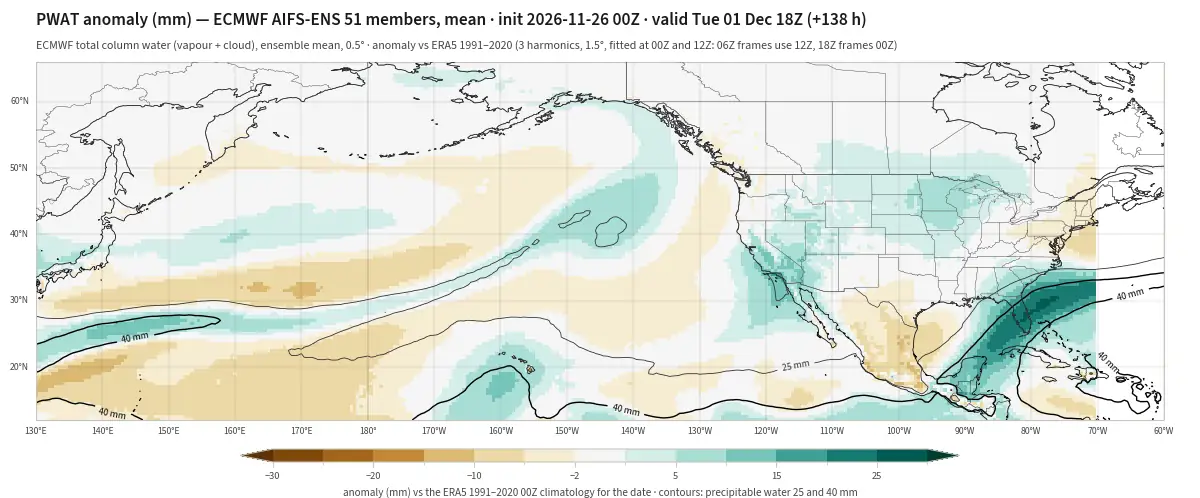 PWAT anomaly (mm) — ECMWF AIFS-ENS 51 members, mean · init 2026-11-26 00Z · valid Tue 01 Dec 18Z (+138 h)
ECMWF total column water (vapour + cloud), ensemble mean, 0.5° · anomaly vs ERA5 1991–2020 (3 harmonics, 1.5°, fitted at 00Z and 12Z: 06Z frames use 12Z, 18Z frames 00Z)
60°N
50°N
40°N
30°N
20°N
40 mm
40 mm
40 mm
25 mm
40 mm
40 mm
130°E 140°E 150°E 160°E 170°E 180° 170°W 160°W 150°W 140°W 130°W 120°W 110°W 100°W 90°W 80°W 70°W 60°W
−30 −20 −10 −2 5 15 25
anomaly (mm) vs the ERA5 1991–2020 00Z climatology for the date · contours: precipitable water 25 and 40 mm